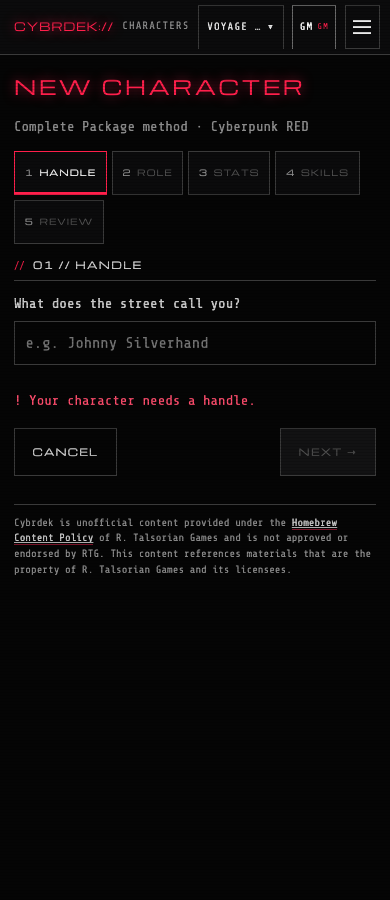 CYBRDEK:// CHARACTERS VOYAGE … ▾ GM GM
NEW CHARACTER
Complete Package method · Cyberpunk RED
1 HANDLE 2 ROLE 3 STATS 4 SKILLS
5 REVIEW
// 01 // HANDLE
What does the street call you?
e.g. Johnny Silverhand
! Your character needs a handle.
CANCEL NEXT →
Cybrdek is unofficial content provided under the Homebrew
Content Policy of R. Talsorian Games and is not approved or
endorsed by RTG. This content references materials that are the
property of R. Talsorian Games and its licensees.